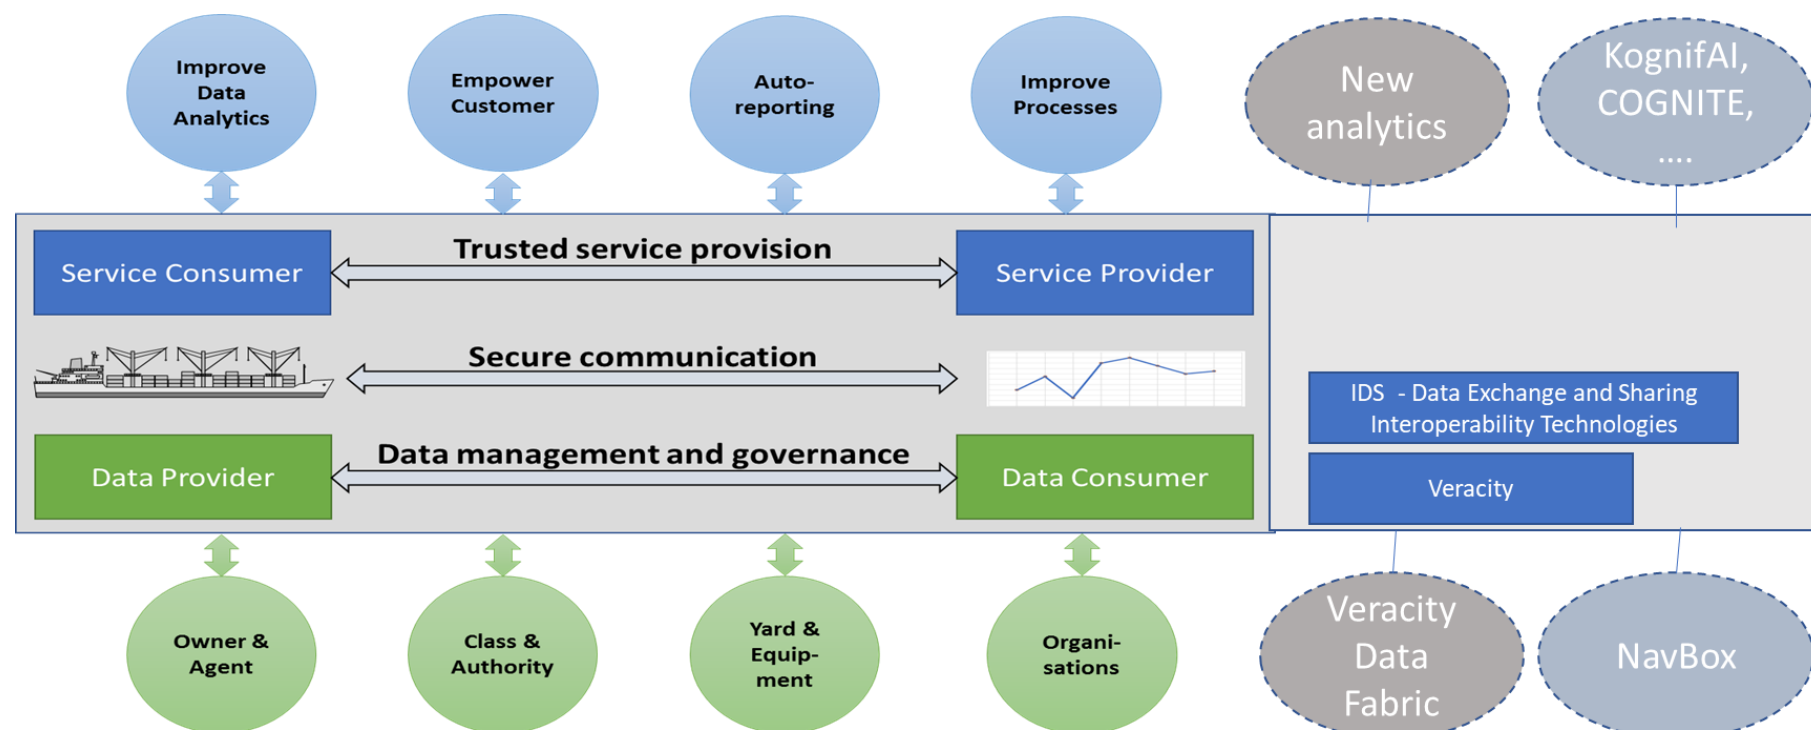 Improve
Data
Analytics
Empower
Customer
Auto-
reporting
Improve
Processes
New
analytics
KognifAI,
COGNITE,
....
Trusted service provision
Service Consumer
Service Provider
Secure communication
IDS  - Data Exchange and Sharing
Interoperability Technologies
Data management and governance
Data Provider
Data Consumer
Veracity
Owner &
Agent
Class &
Authority
Yard &
Equip-
ment
Organi-
sations
Veracity
Data
Fabric
NavBox